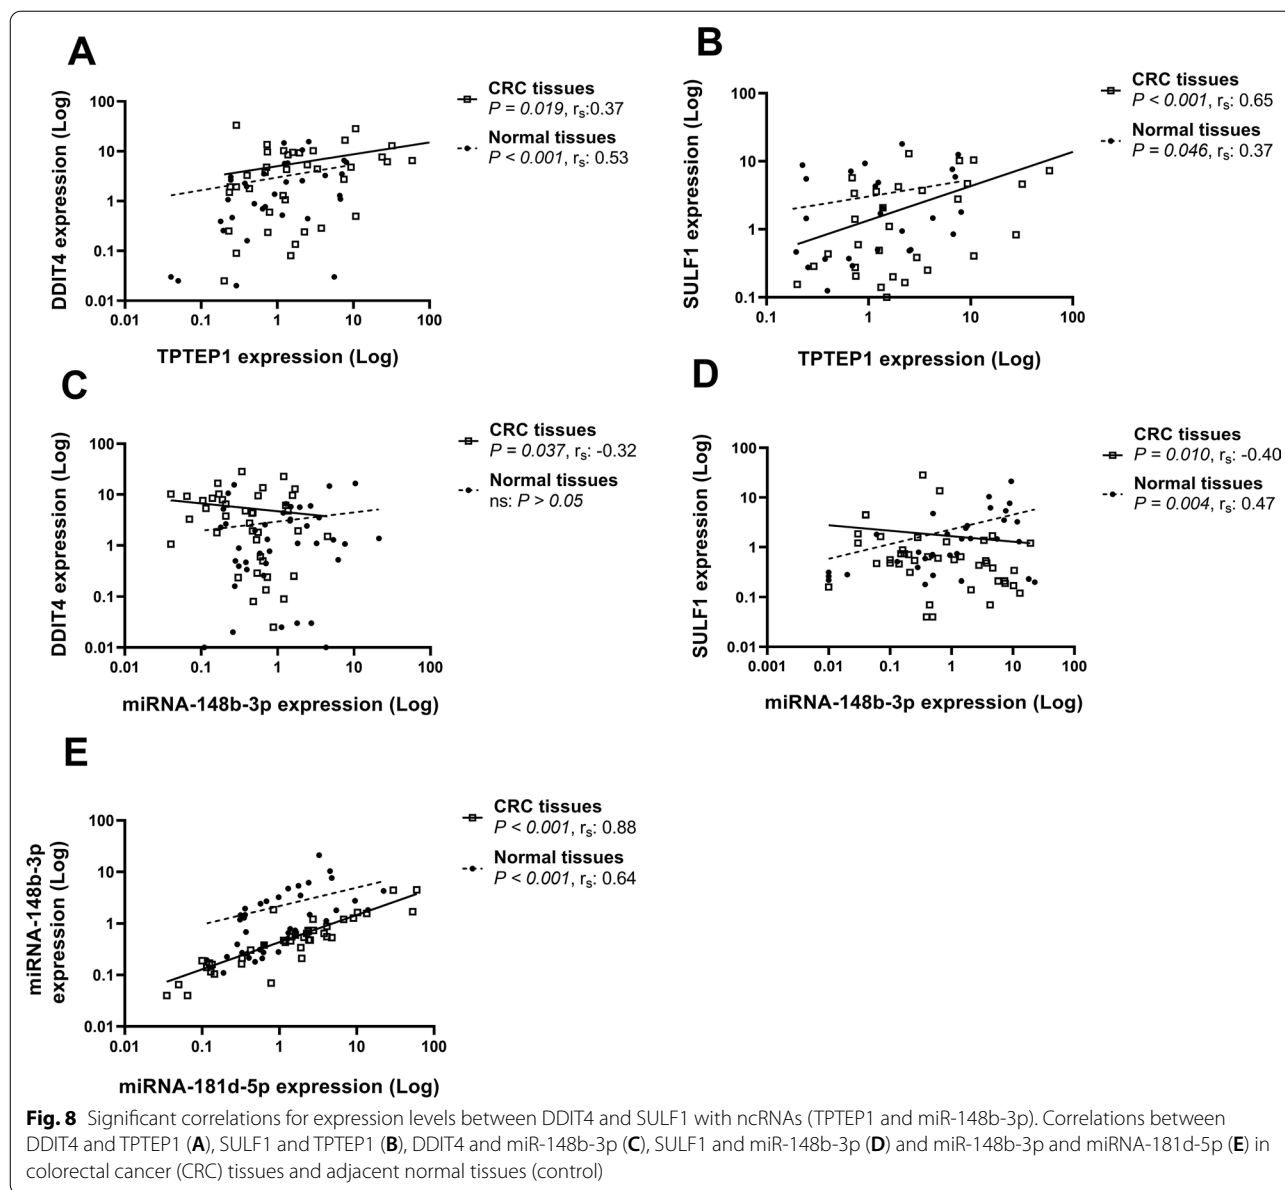 A
DDIT4 expression (Log)
100
10
1
0.1
0.01
0.01 0.1 1 10 100
TPTEP1 expression (Log)
CRC tissues
P = 0.019, rs:0.37
Normal tissues
P < 0.001, rs: 0.53
B
SULF1 expression (Log)
100
10
1
0.1
0.1 1 10 100
TPTEP1 expression (Log)
CRC tissues
P < 0.001, rs: 0.65
Normal tissues
P = 0.046, rs: 0.37
C
DDIT4 expression (Log)
100
10
1
0.1
0.01
0.01 0.1 1 10 100
miRNA-148b-3p expression (Log)
CRC tissues
P = 0.037, rs: -0.32
Normal tissues
ns: P > 0.05
D
SULF1 expression (Log)
100
10
1
0.1
0.01
0.001 0.01 0.1 1 10 100
miRNA-148b-3p expression (Log)
CRC tissues
P = 0.010, rs: -0.40
Normal tissues
P = 0.004, rs: 0.47
E
miRNA-148b-3p
expression (Log)
100
10
1
0.1
0.01
0.01 0.1 1 10 100
miRNA-181d-5p expression (Log)
CRC tissues
P < 0.001, rs: 0.88
Normal tissues
P < 0.001, rs: 0.64
Fig. 8 Significant correlations for expression levels between DDIT4 and SULF1 with ncRNAs (TPTEP1 and miR-148b-3p). Correlations between
DDIT4 and TPTEP1 (A), SULF1 and TPTEP1 (B), DDIT4 and miR-148b-3p (C), SULF1 and miR-148b-3p (D) and miR-148b-3p and miRNA-181d-5p (E) in
colorectal cancer (CRC) tissues and adjacent normal tissues (control)